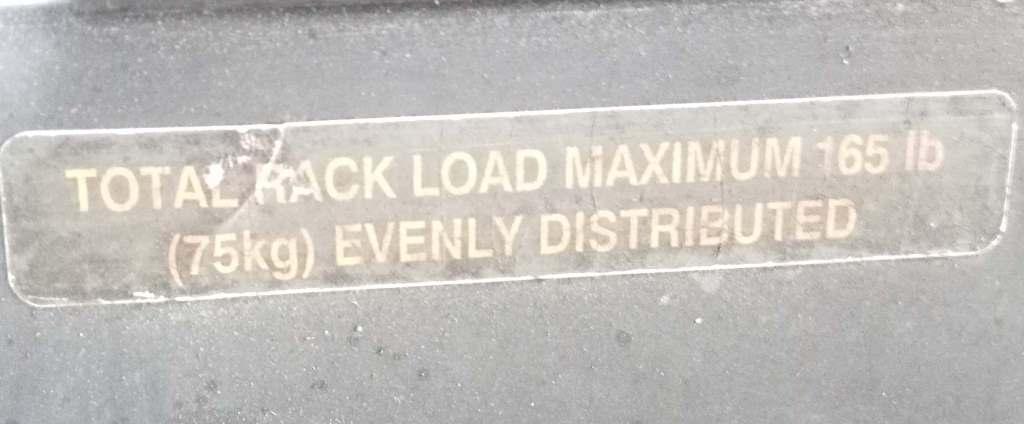 TOTAL RACK LOAD MAXIMUM 165 lb
(75kg) EVENLY DISTRIBUTED